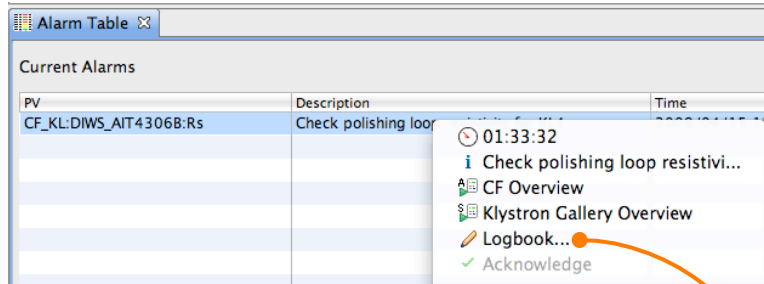 Alarm Table
Current Alarms
PV Description Time
CF_KL:DIWS_AIT4306B:Rs Check polishing loop
01:33:32
Check polishing loop resistivi...
CF Overview
Klystron Gallery Overview
Logbook...
Acknowledge